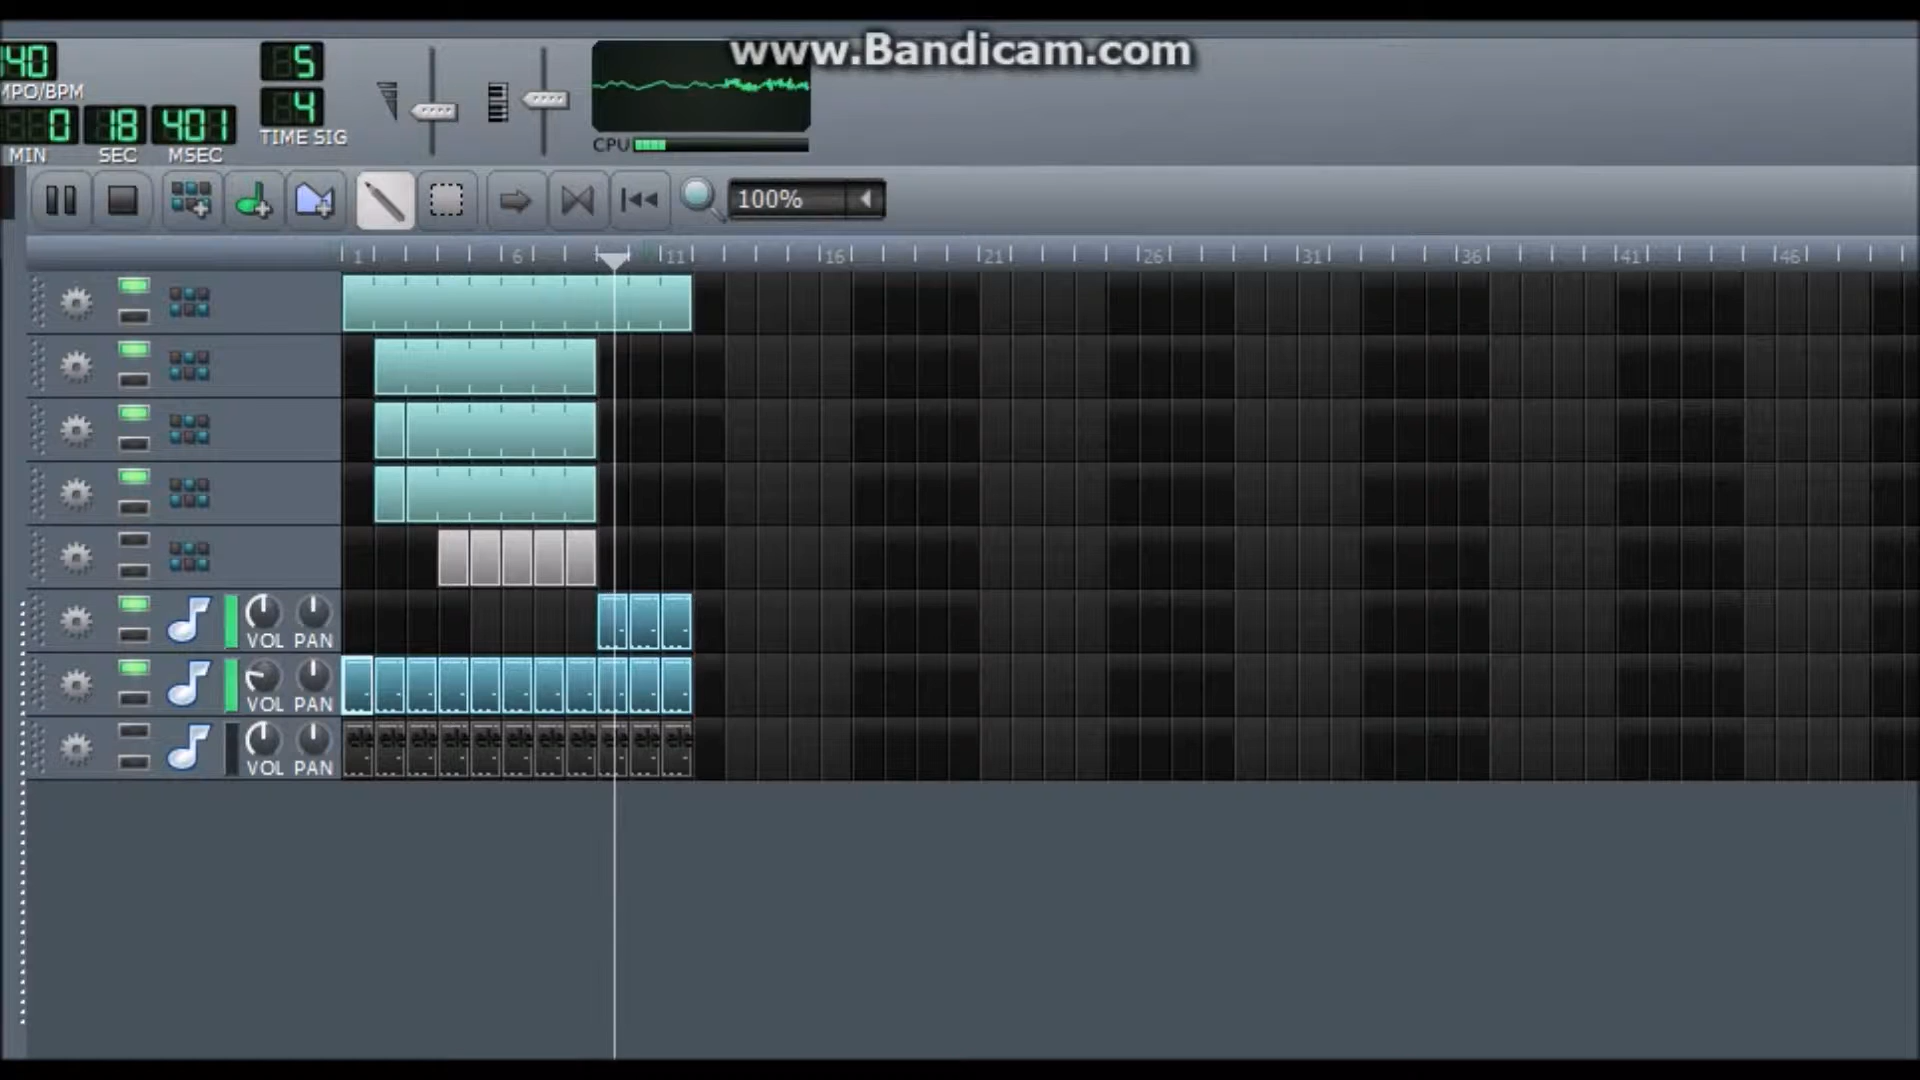 www.Bandicam.com
40
5
MPO/BPM
4
0 18 401
TIME SIG
CPU
MIN SEC MSEC
100%
1 6 11 16 21 26 31 36 41 46
VOL PAN
VOL PAN
VOL PAN